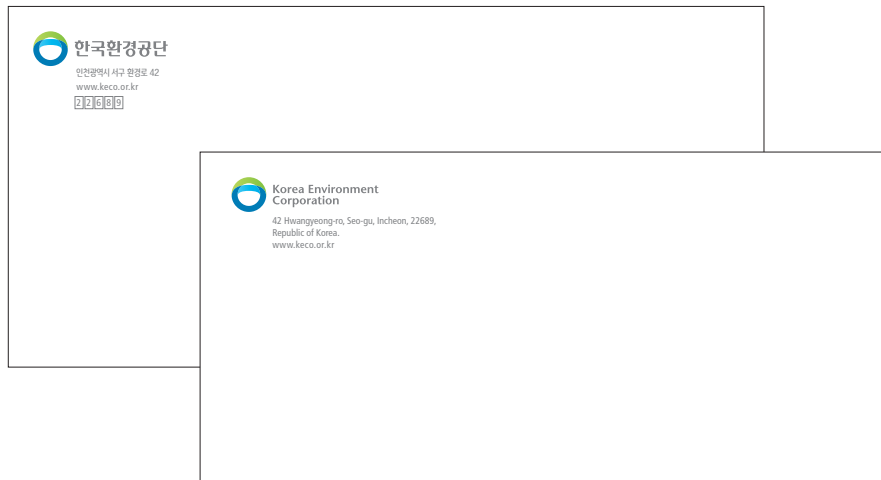 한국환경공단
인천광역시 서구 환경로 42
www.keco.or.kr
22689
Korea Environment
Corporation
42 Hwangyeong-ro, Seo-gu, Incheon, 22689,
Republic of Korea.
www.keco.or.kr